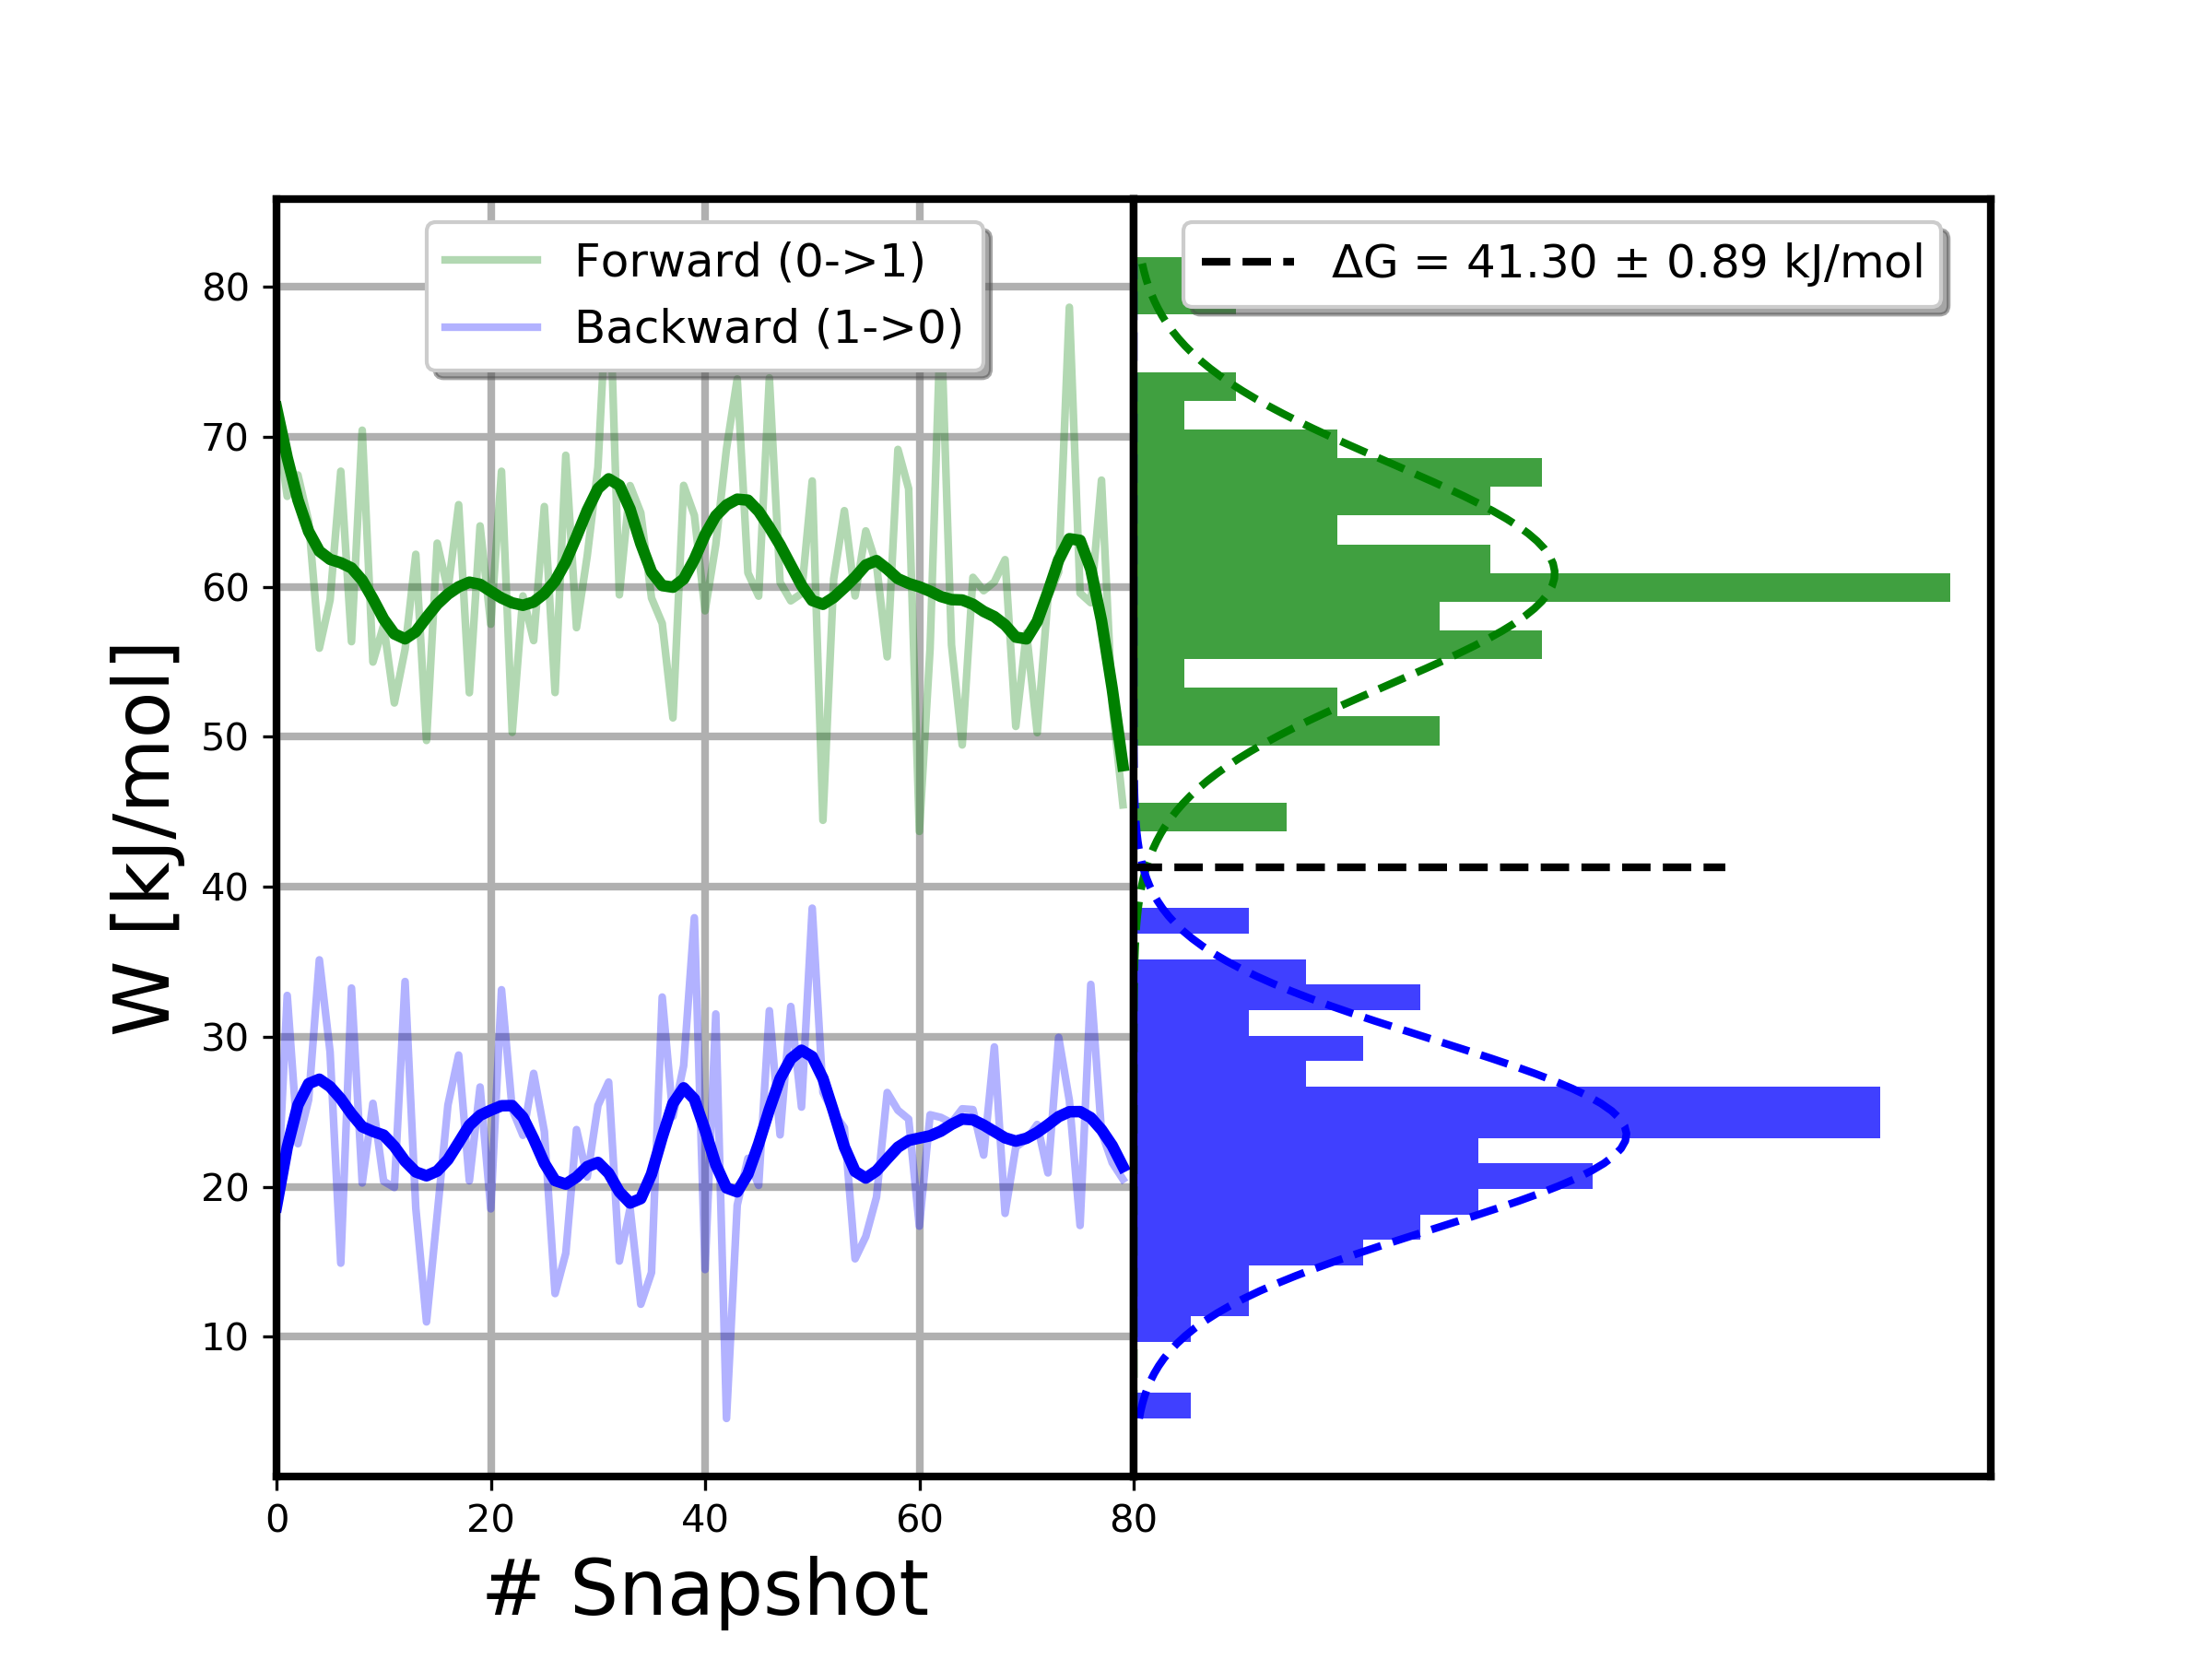 Forward (0->1)
Backward (1->0)
ΔG = 41.30 ± 0.89 kJ/mol
80
70
60
50
40
30
20
10
W [kJ/mol]
0 20 40 60 80
# Snapshot